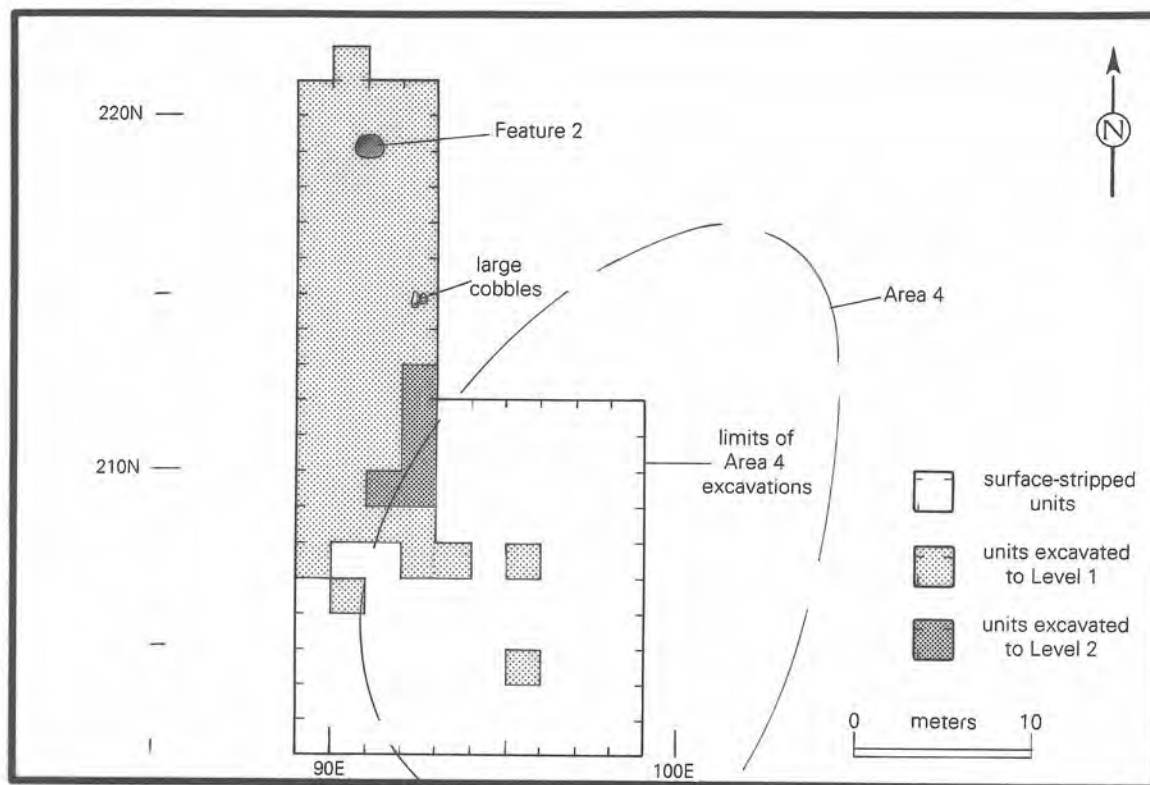 220N
Feature 2
N
large
cobbles
Area 4
210N
limits of
Area 4
excavations
surface-stripped
units
units excavated
to Level 1
units excavated
to Level 2
0 meters 10
90E
100E